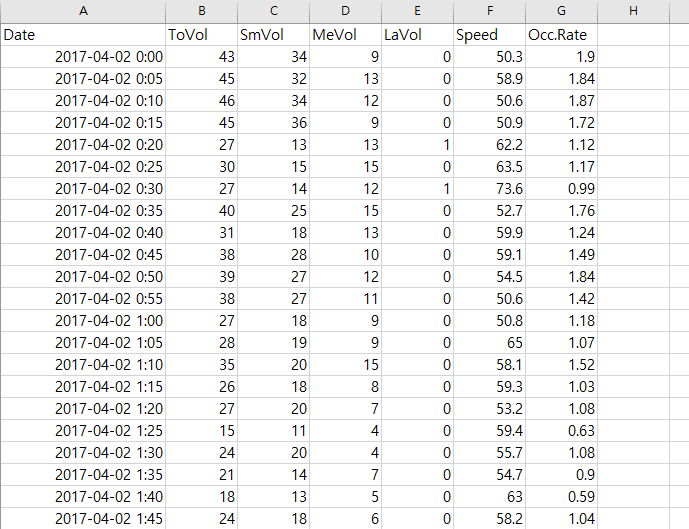 A B C D E F G H
Date ToVol SmVol MeVol LaVol Speed Occ.Rate
2017-04-02 0:00 43 34 9 0 50.3 1.9
2017-04-02 0:05 45 32 13 0 58.9 1.84
2017-04-02 0:10 46 34 12 0 50.6 1.87
2017-04-02 0:15 45 36 9 0 50.9 1.72
2017-04-02 0:20 27 13 13 1 62.2 1.12
2017-04-02 0:25 30 15 15 0 63.5 1.17
2017-04-02 0:30 27 14 12 1 73.6 0.99
2017-04-02 0:35 40 25 15 0 52.7 1.76
2017-04-02 0:40 31 18 13 0 59.9 1.24
2017-04-02 0:45 38 28 10 0 59.1 1.49
2017-04-02 0:50 39 27 12 0 54.5 1.84
2017-04-02 0:55 38 27 11 0 50.6 1.42
2017-04-02 1:00 27 18 9 0 50.8 1.18
2017-04-02 1:05 28 19 9 0 65 1.07
2017-04-02 1:10 35 20 15 0 58.1 1.52
2017-04-02 1:15 26 18 8 0 59.3 1.03
2017-04-02 1:20 27 20 7 0 53.2 1.08
2017-04-02 1:25 15 11 4 0 59.4 0.63
2017-04-02 1:30 24 20 4 0 55.7 1.08
2017-04-02 1:35 21 14 7 0 54.7 0.9
2017-04-02 1:40 18 13 5 0 63 0.59
2017-04-02 1:45 24 18 6 0 58.2 1.04